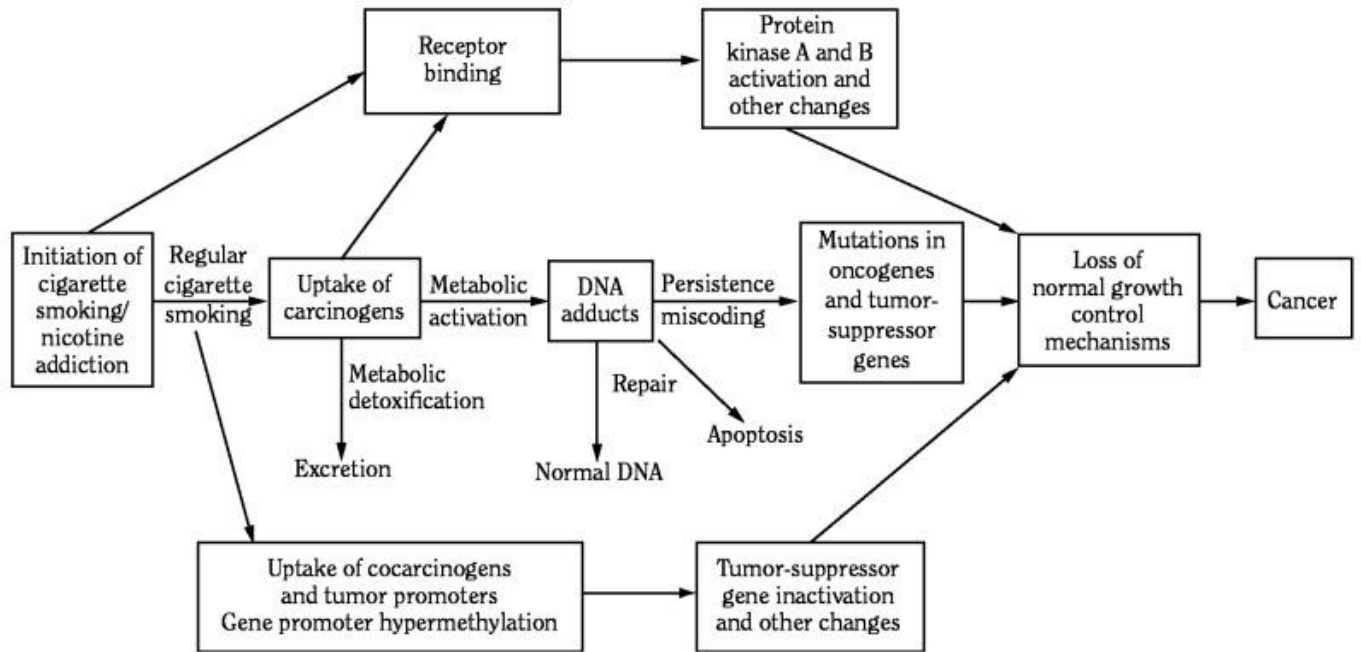 Receptor
binding
Protein
kinase A and B
activation and
other changes
Initiation of
cigarette
smoking/
nicotine
addiction
Regular
cigarette
smoking
Uptake of
carcinogens
Metabolic
activation
DNA
adducts
Persistence
miscoding
Mutations in
oncogenes
and tumor-
suppressor
genes
Loss of
normal growth
control
mechanisms
Cancer
Metabolic
detoxification
Excretion
Repair
Normal DNA
Apoptosis
Uptake of cocarcinogens
and tumor promoters
Gene promoter hypermethylation
Tumor-suppressor
gene inactivation
and other changes